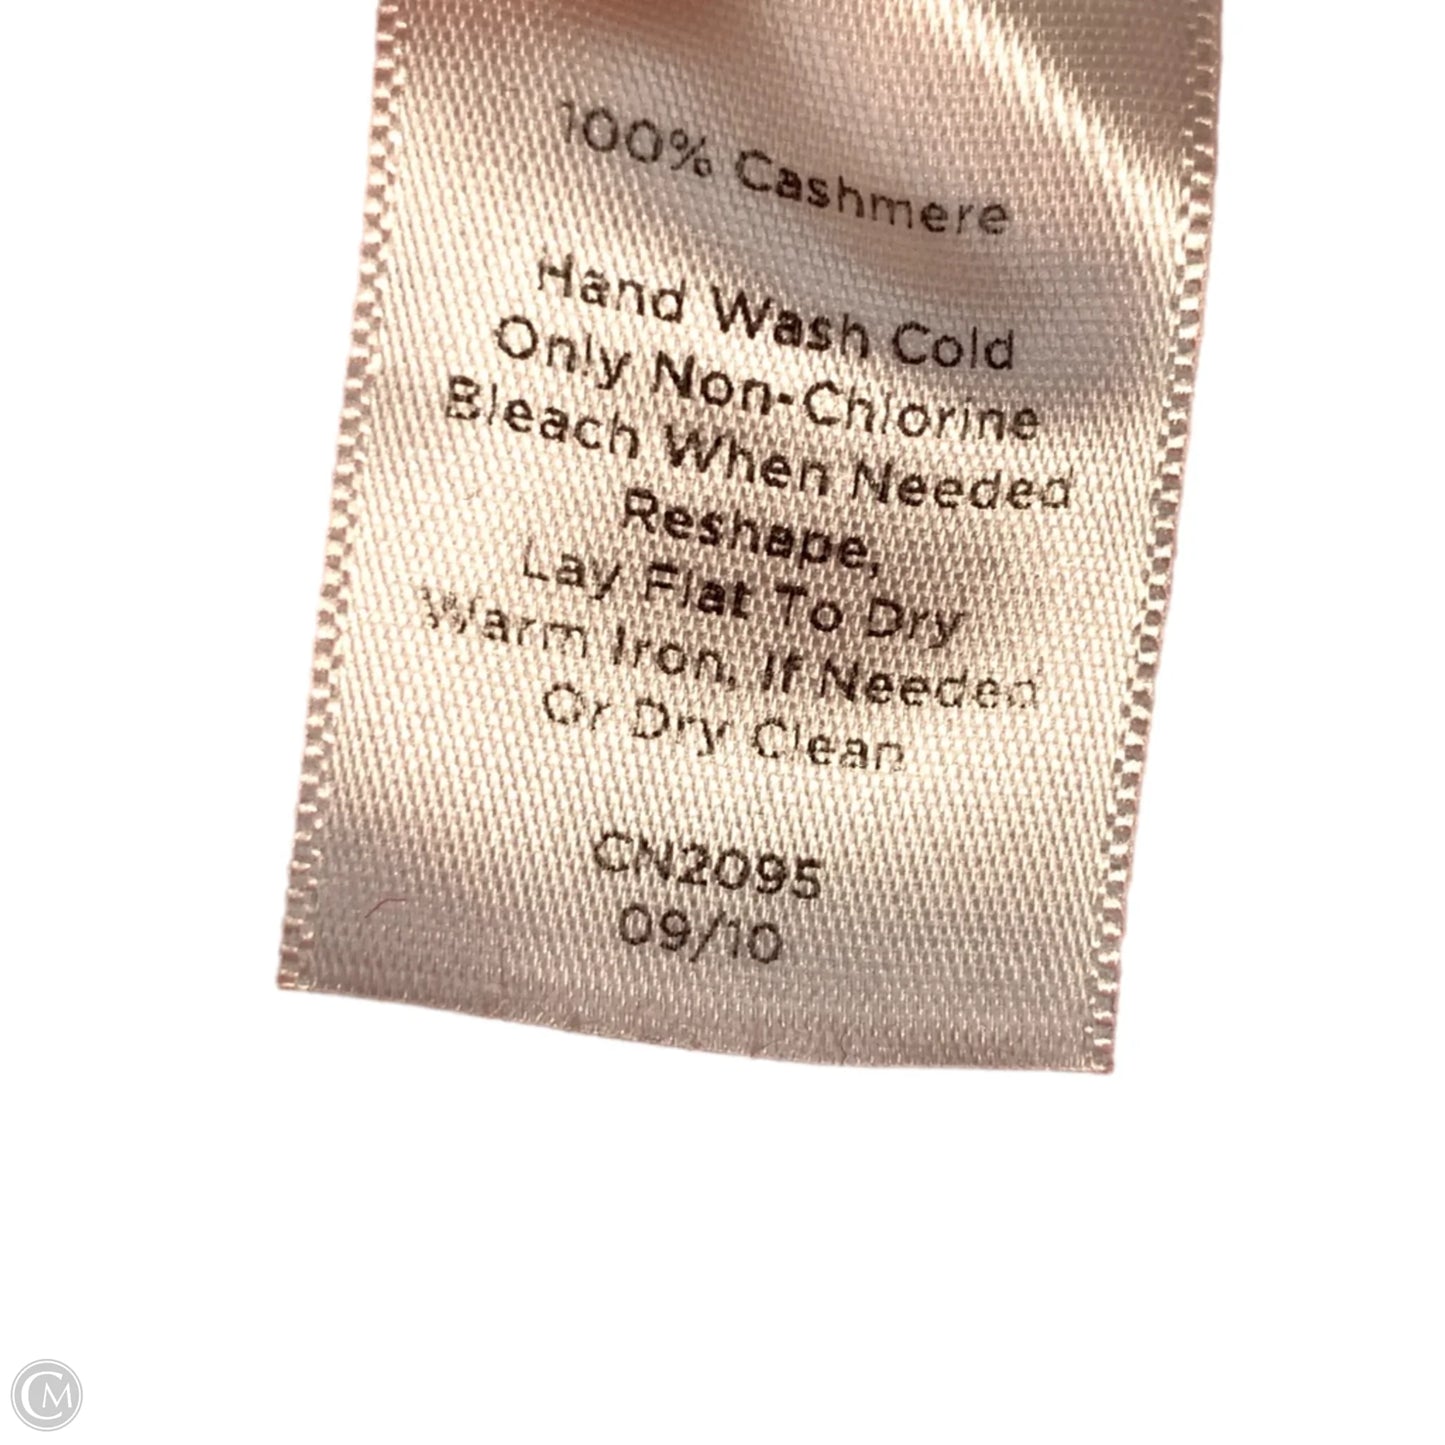 100% Cashmere
Hand Wash Cold
Only Non-Chlorine
Bleach When Needed
Reshape,
Lay Flat To Dry
Warm Iron, If Needed
Or Dry Clean
CN2095
09/10
CM